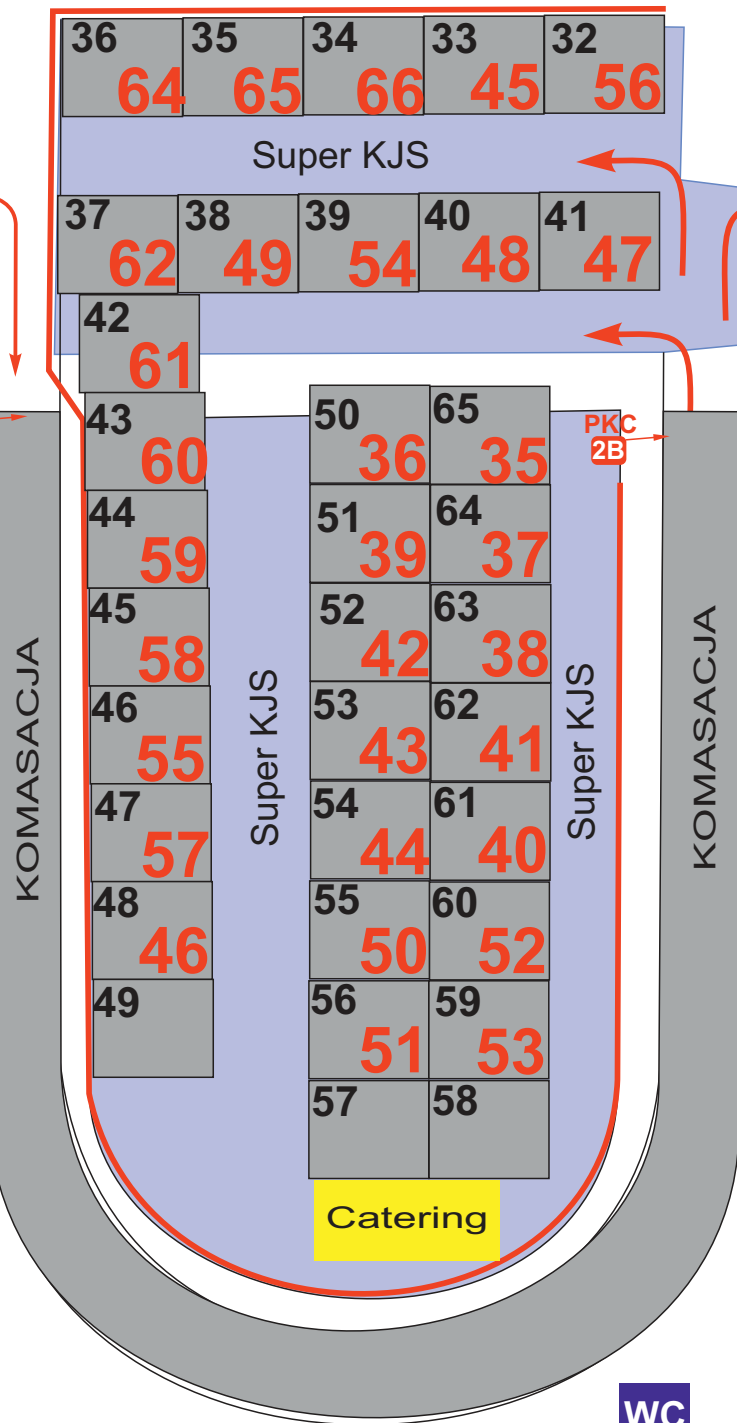 36 35 34 33 32
64 65 66 45 56
Super KJS
37 38 39 40 41
62 49 54 48 47
42
61
43
60
44
59
45
58
46
55
47
57
48
46
49
KOMASACJA
Super KJS
50 65
36 35
51 64
39 37
52 63
42 38
53 62
43 41
54 61
44 40
55 60
50 52
56 59
51 53
57 58
Super KJS
PKC
2B
KOMASACJA
Catering
WC